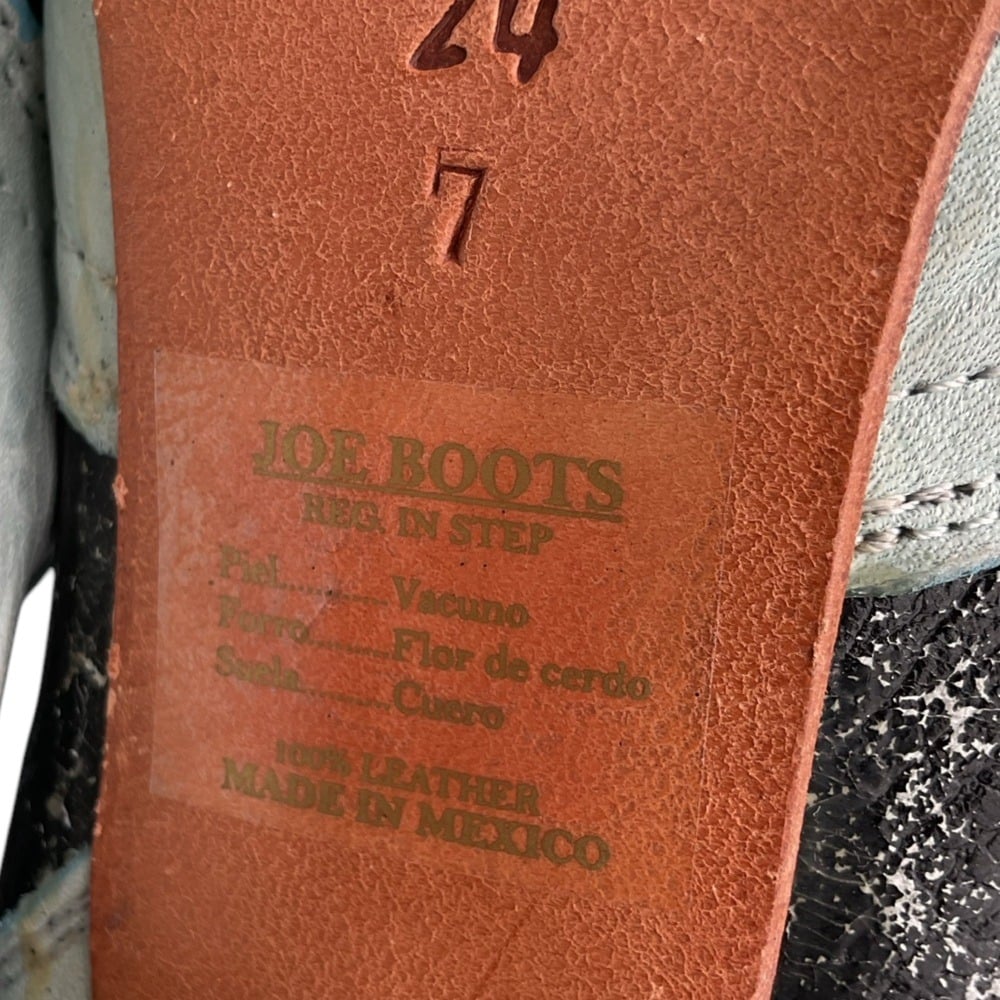 24
7
JOE BOOTS
REG. IN STEP
Piel............Vacuno
Forro.........Flor de cerdo
Suela..........Cuero
100% LEATHER
MADE IN MEXICO